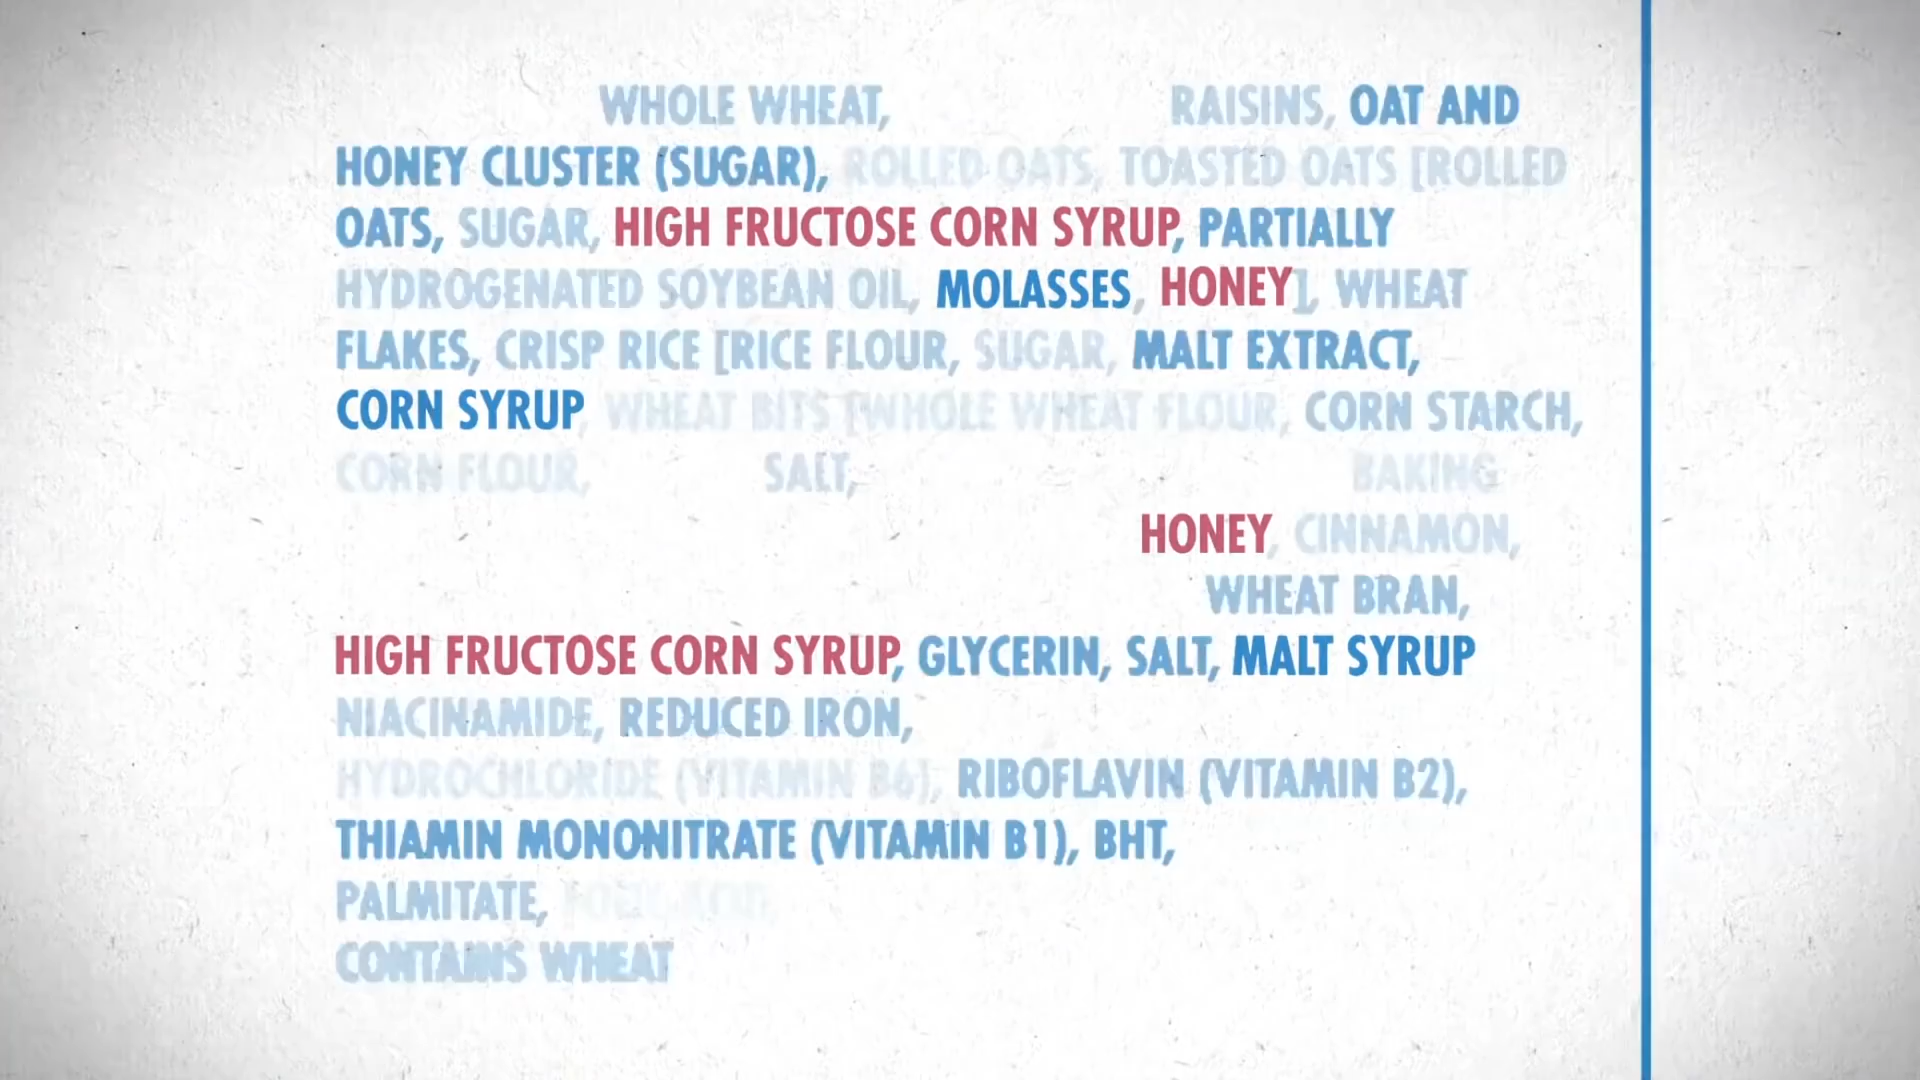 WHOLE WHEAT, RAISINS, OAT AND
HONEY CLUSTER (SUGAR), ROLLED OATS, TOASTED OATS [ROLLED
OATS, SUGAR, HIGH FRUCTOSE CORN SYRUP, PARTIALLY
HYDROGENATED SOYBEAN OIL, MOLASSES, HONEY], WHEAT
FLAKES, CRISP RICE [RICE FLOUR, SUGAR, MALT EXTRACT,
CORN SYRUP, WHEAT BITS [WHOLE WHEAT FLOUR, CORN STARCH,
CORN FLOUR, SALT, BAKING
HONEY, CINNAMON,
WHEAT BRAN,
HIGH FRUCTOSE CORN SYRUP, GLYCERIN, SALT, MALT SYRUP
NIACINAMIDE, REDUCED IRON,
HYDROCHLORIDE (VITAMIN B6), RIBOFLAVIN (VITAMIN B2),
THIAMIN MONONITRATE (VITAMIN B1), BHT,
PALMITATE,
CONTAINS WHEAT